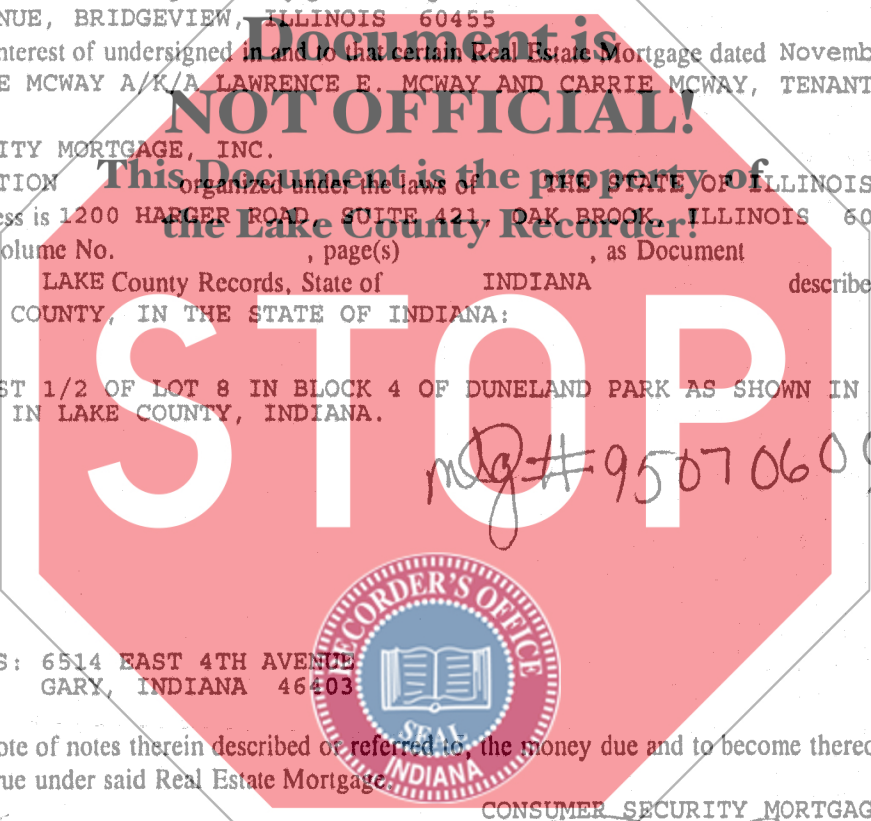 NUE, BRIDGEVIEW, ILLINOIS 60455
Document is
nterest of undersigned in and to that certain Real Estate Mortgage dated Novemb
E MCWAY A/K/A LAWRENCE E. MCWAY AND CARRIE MCWAY, TENANT
NOT OFFICIAL!
ITY MORTGAGE, INC.
This Document is the property of
TION organized under the laws of THE STATE OF ILLINOIS
ess is 1200 HARGER ROAD, SUITE 421, OAK BROOK, ILLINOIS 60
the Lake County Recorder!
olume No. , page(s) , as Document
LAKE County Records, State of INDIANA describe
COUNTY, IN THE STATE OF INDIANA:
STOP
ST 1/2 OF LOT 8 IN BLOCK 4 OF DUNELAND PARK AS SHOWN IN
IN LAKE COUNTY, INDIANA.
mtg # 9507060
RECORDER'S OFFICE
S: 6514 EAST 4TH AVENUE
GARY, INDIANA 46403
SEAL
INDIANA
ote of notes therein described or referred to, the money due and to become thereo
rue under said Real Estate Mortgage.
CONSUMER SECURITY MORTGAG